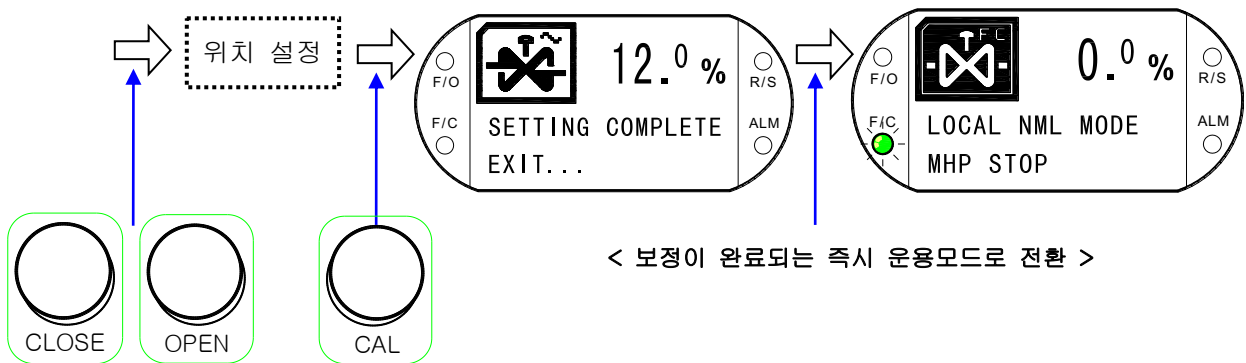 위치 설정
F/O
12.0 %
R/S
F/C
SETTING COMPLETE
ALM
EXIT...
F/O
FC
0.0 %
R/S
F/C
LOCAL NML MODE
ALM
MHP STOP
< 보정이 완료되는 즉시 운용모드로 전환 >
CLOSE
OPEN
CAL